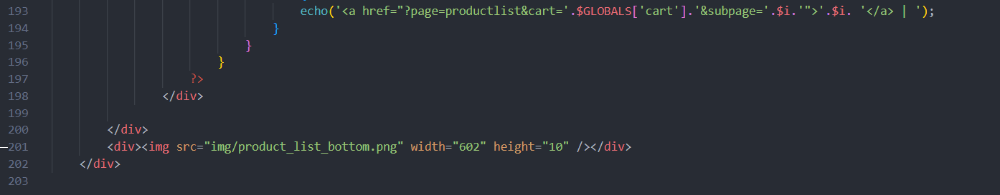 193 echo('<a href="?page=productlist&cart='.$GLOBALS['cart'].'&subpage='.$i.'">'.$i. '</a> | ');
194 }
195 }
196 }
197 ?>
198 </div>
199
200 </div>
201 <div><img src="img/product_list_bottom.png" width="602" height="10" /></div>
202 </div>
203